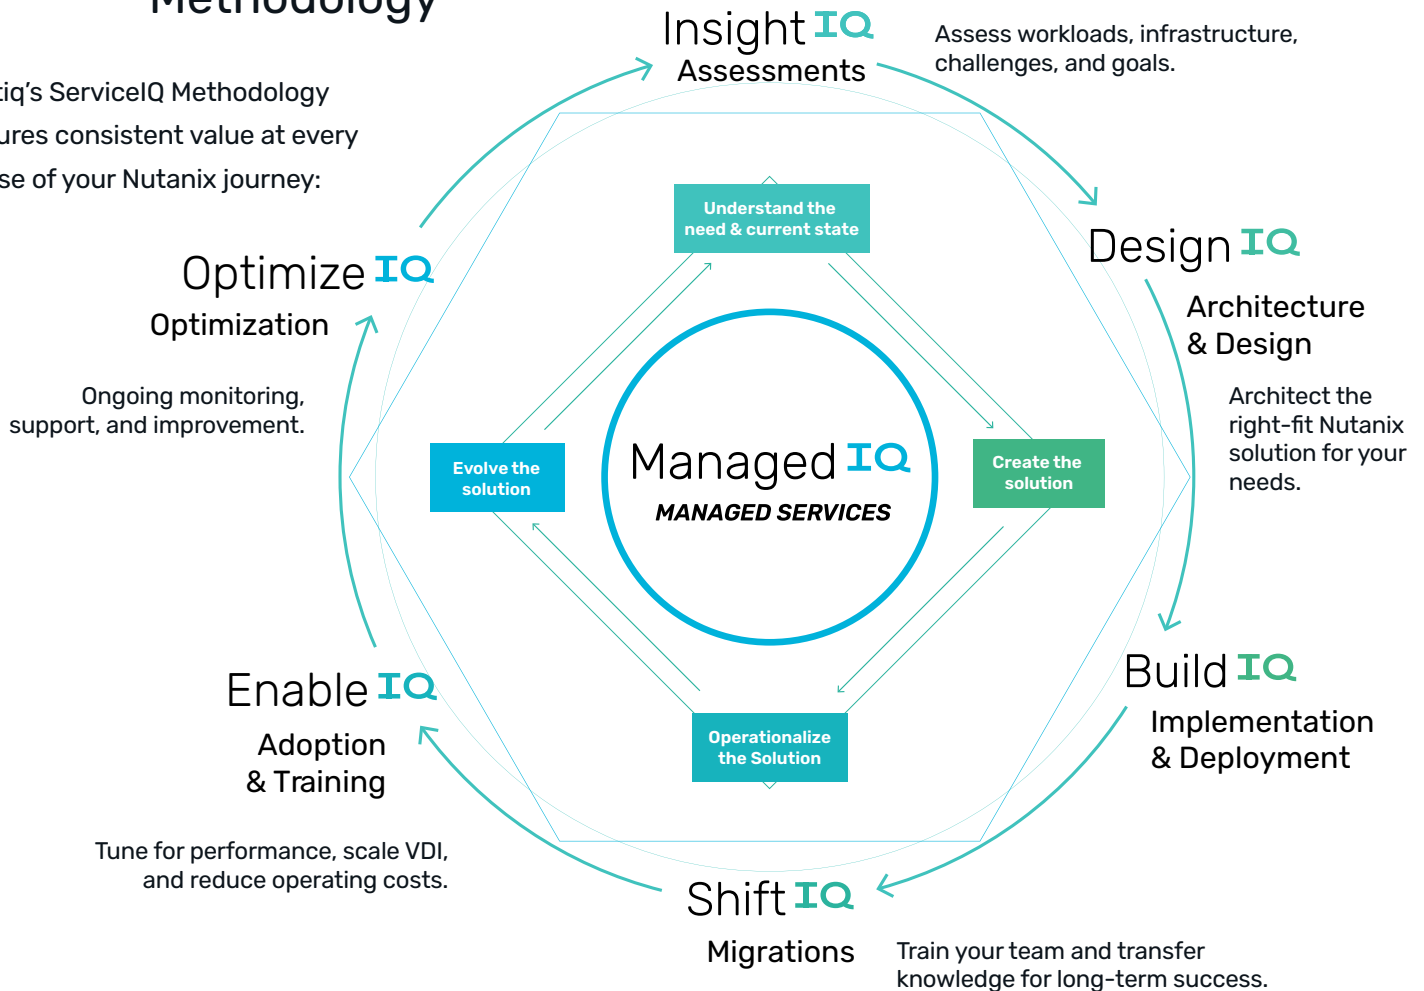 Methodology
tiq's ServiceIQ Methodology
ures consistent value at every
se of your Nutanix journey:
Insight IQ
Assessments
Assess workloads, infrastructure,
challenges, and goals.
Design IQ
Architecture
& Design
Architect the
right-fit Nutanix
solution for your
needs.
Build IQ
Implementation
& Deployment
Shift IQ
Migrations
Train your team and transfer
knowledge for long-term success.
Enable IQ
Adoption
& Training
Tune for performance, scale VDI,
and reduce operating costs.
Optimize IQ
Optimization
Ongoing monitoring,
support, and improvement.
Understand the
need & current state
Create the
solution
Operationalize
the Solution
Evolve the
solution
Managed IQ
MANAGED SERVICES